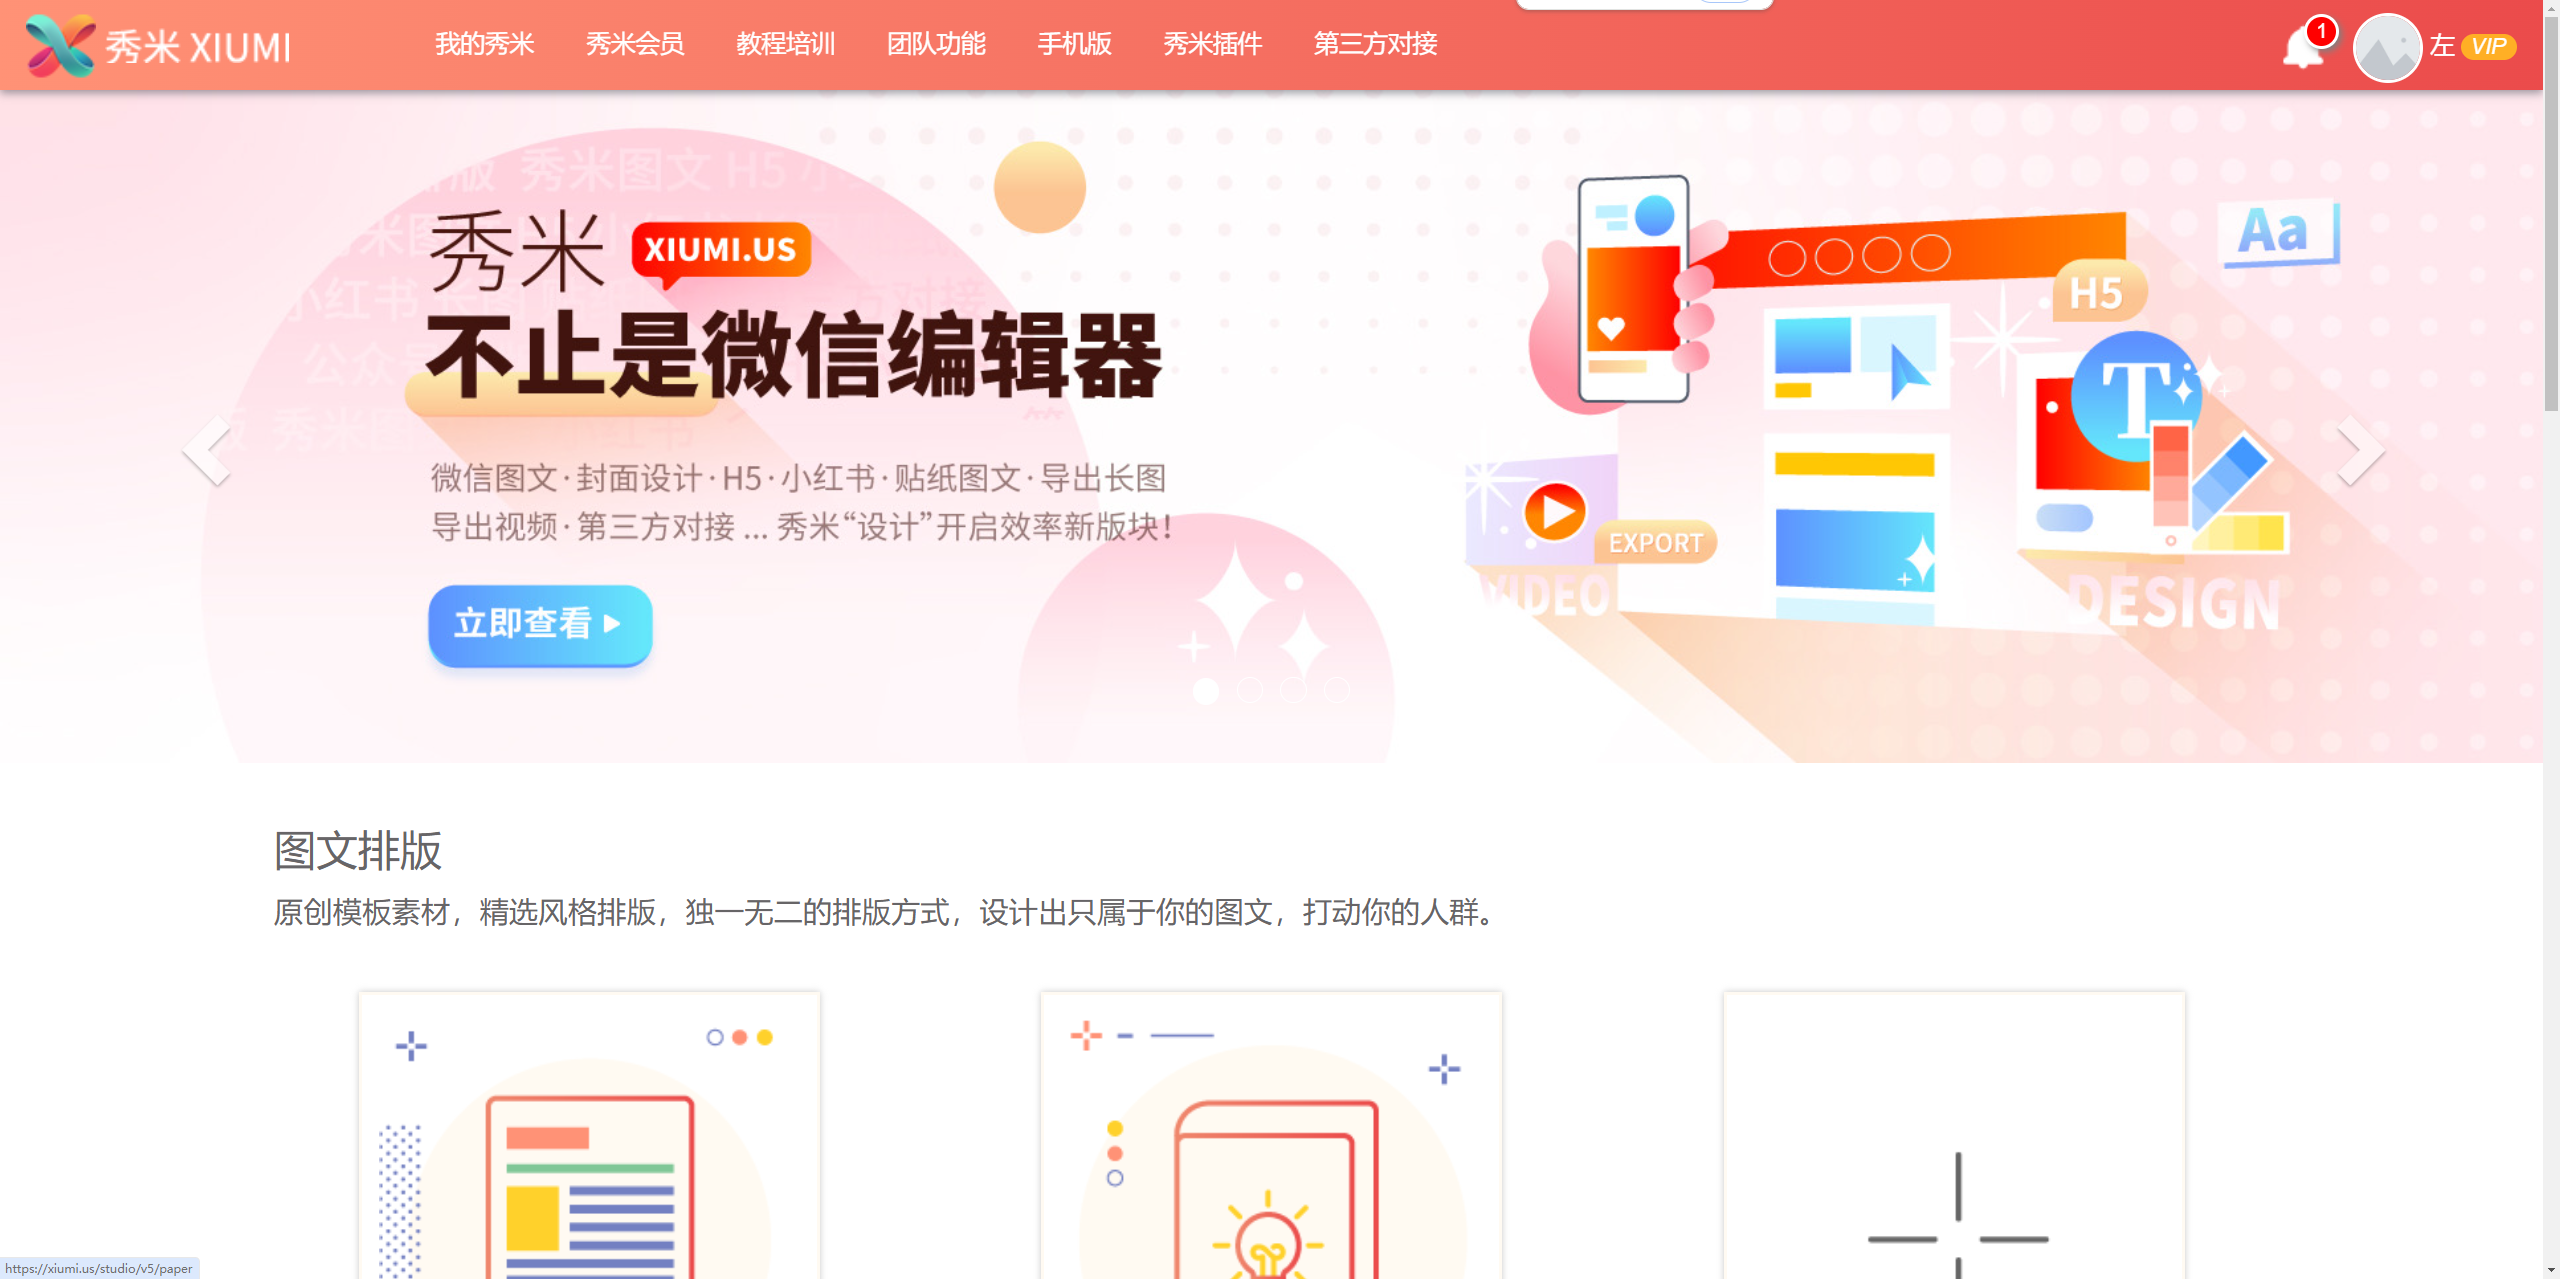 秀米 XIUMI
我的秀米 秀米会员 教程培训 团队功能 手机版 秀米插件 第三方对接
1
左 VIP
秀米图文 H5
秀米 XIUMI.US
不止是微信编辑器
微信图文·封面设计·H5·小红书·贴纸图文·导出长图
导出视频·第三方对接 ... 秀米“设计”开启效率新版块!
立即查看
Aa
H5
T
EXPORT
VIDEO
DESIGN
图文排版
原创模板素材，精选风格排版，独一无二的排版方式，设计出只属于你的图文，打动你的人群。
https://xiumi.us/studio/v5/paper